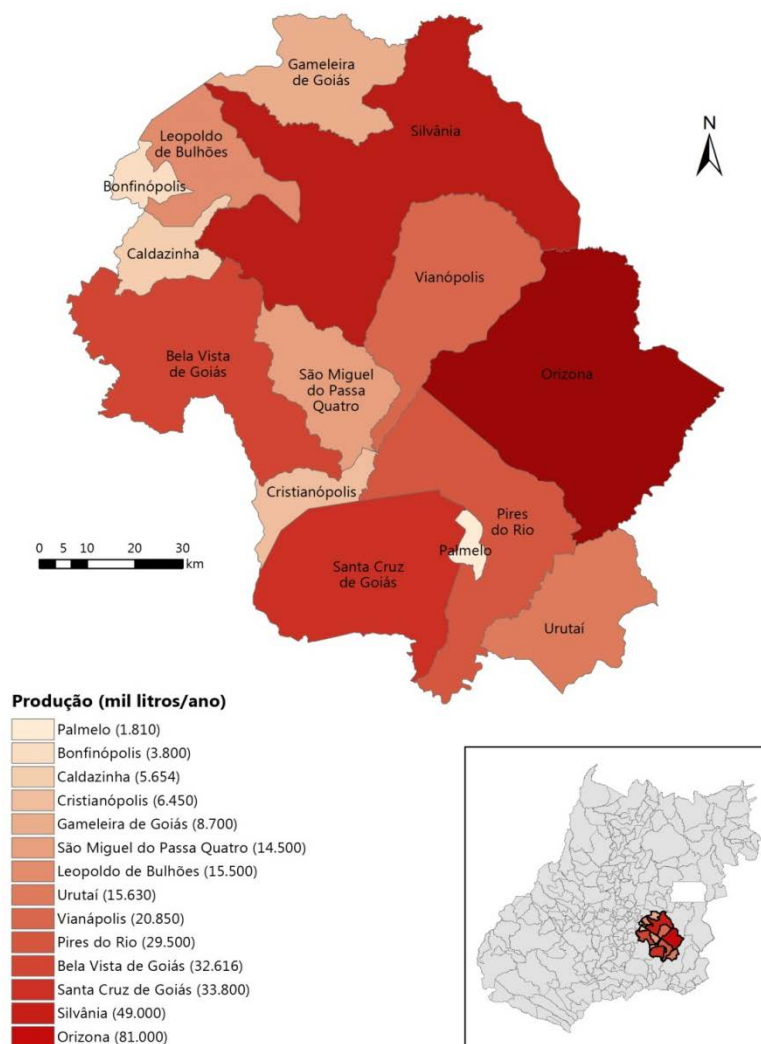 Gameleira
de Goiás
Silvânia
N
Leopoldo
de Bulhões
Bonfinópolis
Caldazinha
Vianópolis
Bela Vista
de Goiás
São Miguel
do Passa
Quatro
Orizona
Cristianópolis
Pires
do Rio
Palmelo
Santa Cruz
de Goiás
Urutaí
0 5 10 20 30
km
Produção (mil litros/ano)
Palmelo (1.810)
Bonfinópolis (3.800)
Caldazinha (5.654)
Cristianópolis (6.450)
Gameleira de Goiás (8.700)
São Miguel do Passa Quatro (14.500)
Leopoldo de Bulhões (15.500)
Urutaí (15.630)
Vianápolis (20.850)
Pires do Rio (29.500)
Bela Vista de Goiás (32.616)
Santa Cruz de Goiás (33.800)
Silvânia (49.000)
Orizona (81.000)